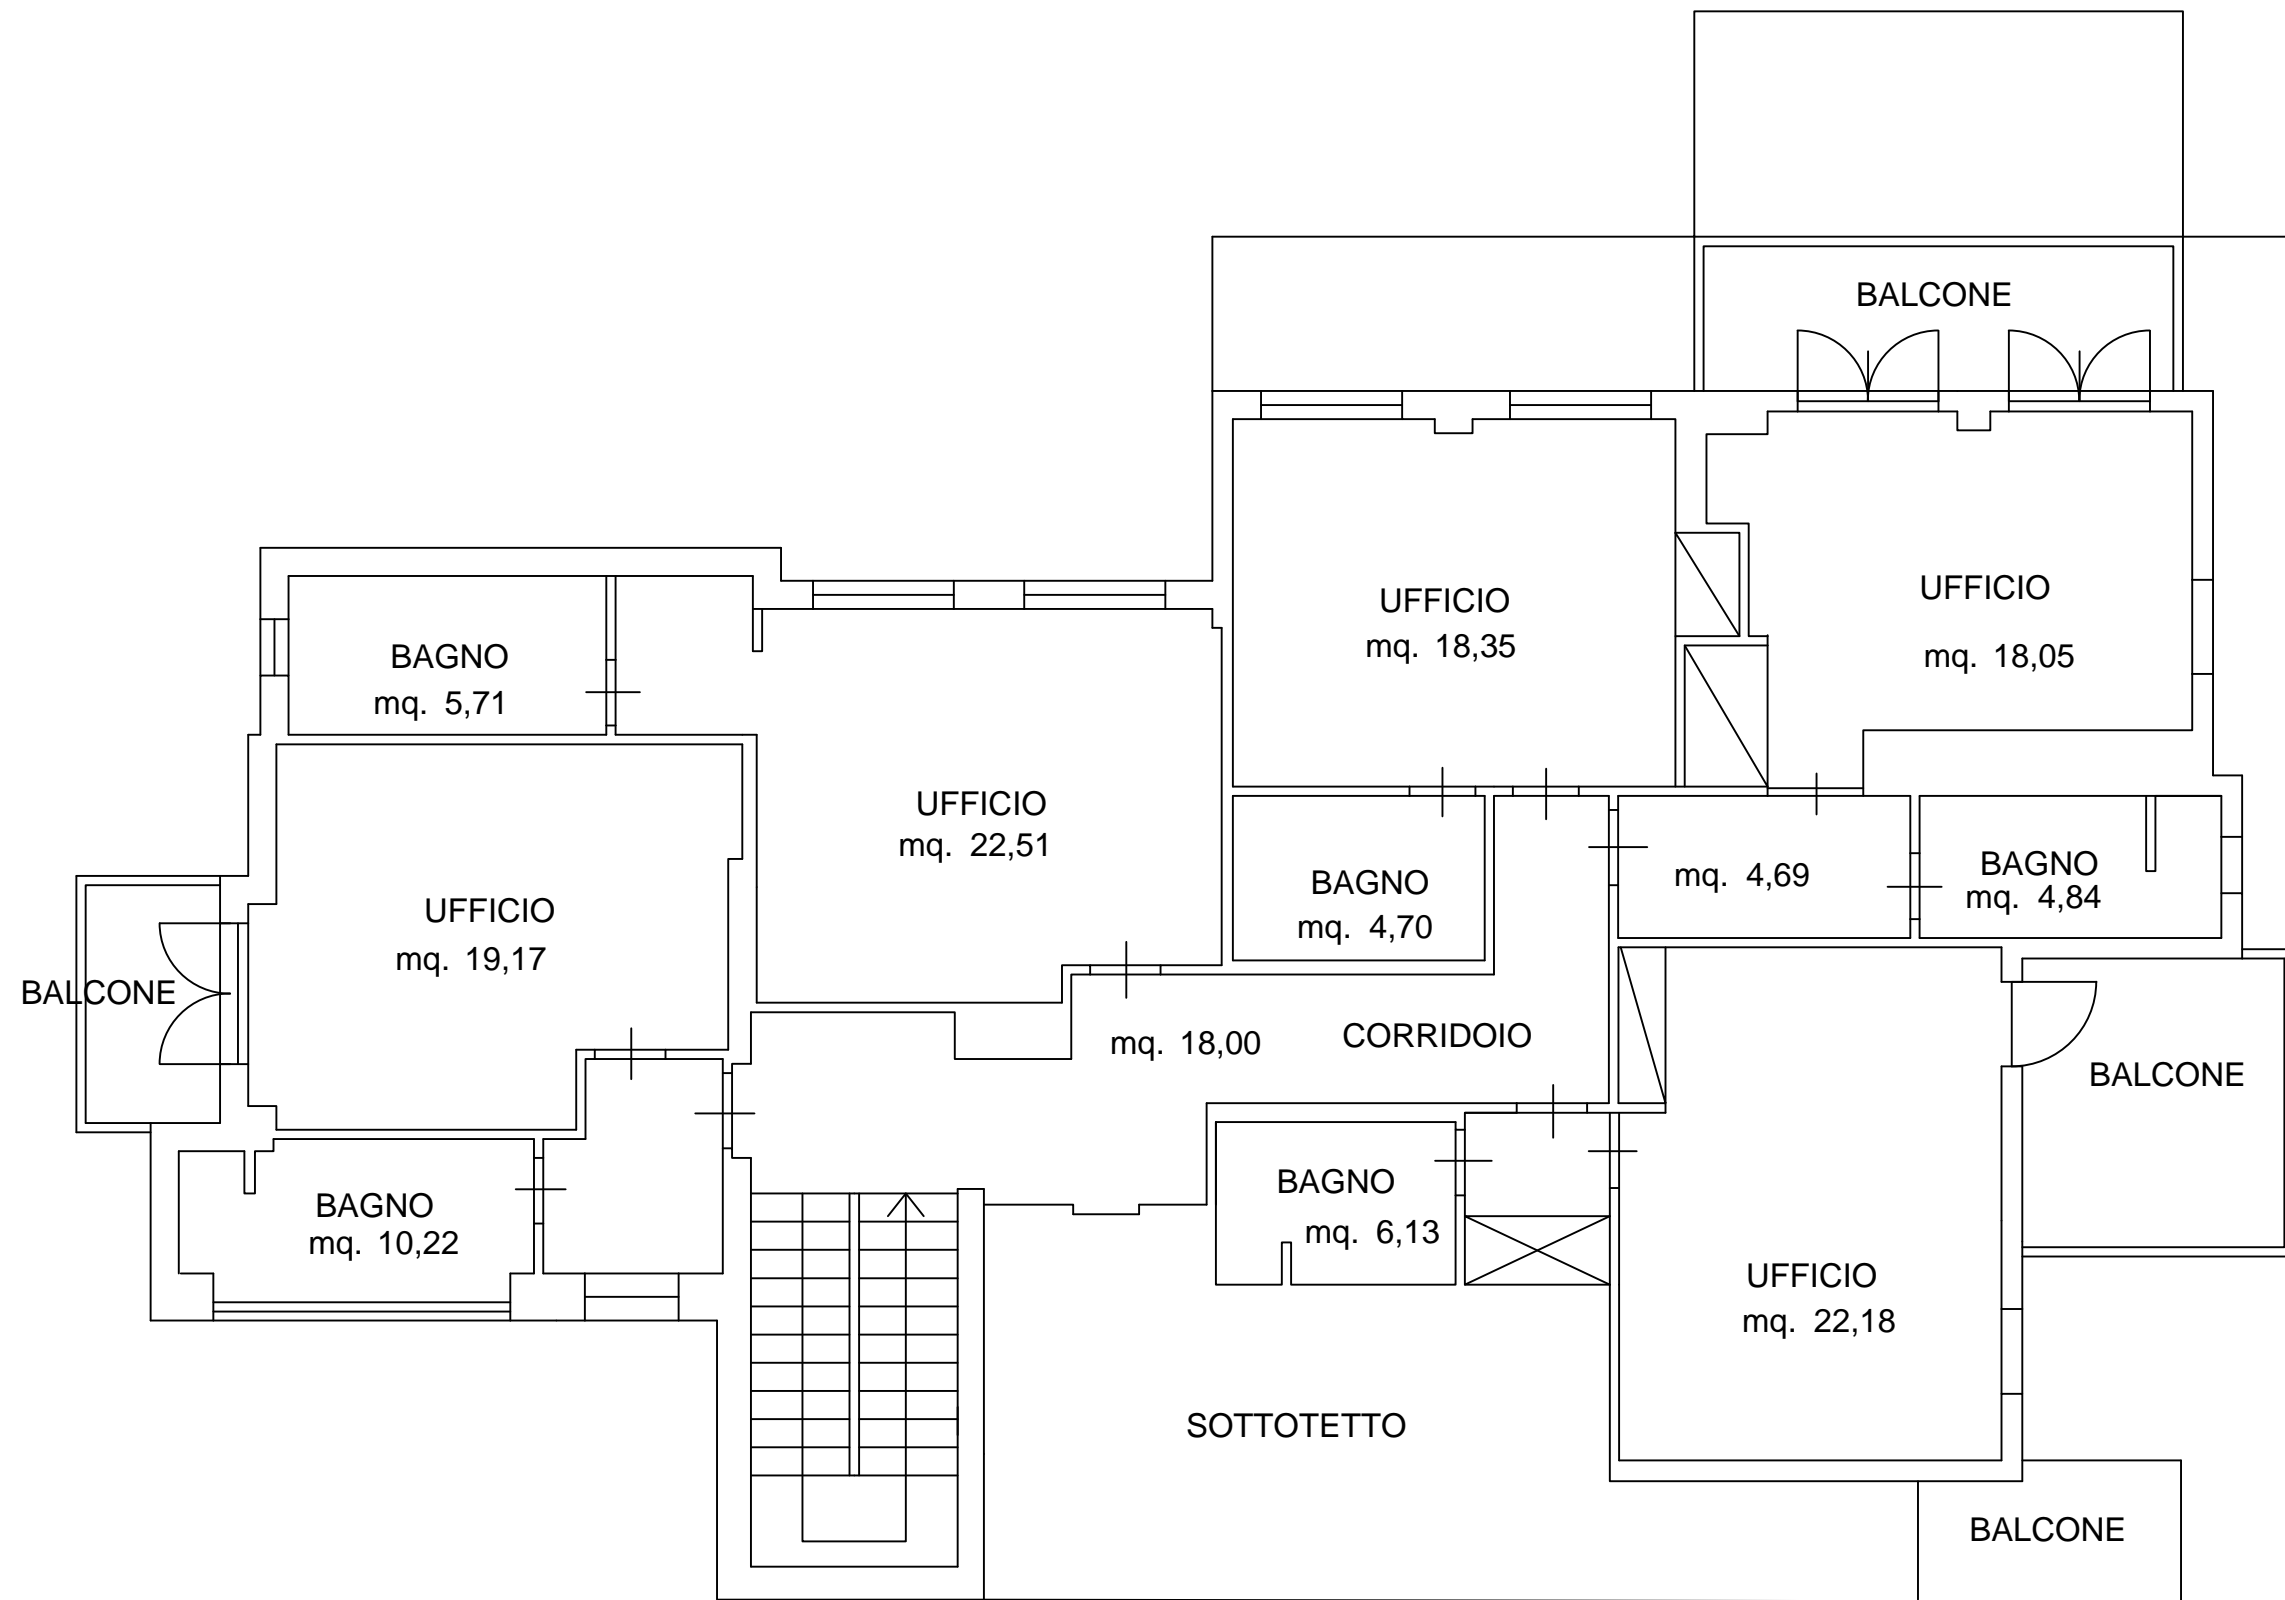 BALCONE
UFFICIO
mq. 18,35
UFFICIO
mq. 18,05
BAGNO
mq. 5,71
UFFICIO
mq. 22,51
UFFICIO
mq. 19,17
BALCONE
BAGNO
mq. 4,70
mq. 4,69
BAGNO
mq. 4,84
mq. 18,00
CORRIDOIO
BALCONE
BAGNO
mq. 10,22
BAGNO
mq. 6,13
UFFICIO
mq. 22,18
SOTTOTETTO
BALCONE